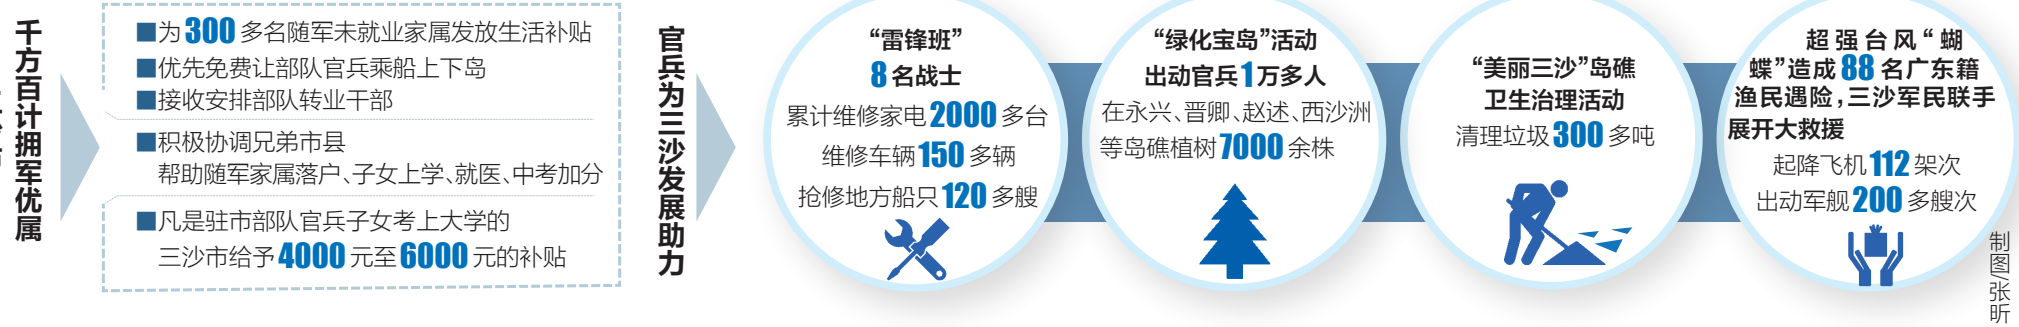 千方百计拥军优属
■为300多名随军未就业家属发放生活补贴
■优先免费让部队官兵乘船上下岛
■接收安排部队转业干部
■积极协调兄弟市县
帮助随军家属落户、子女上学、就医、中考加分
■凡是驻市部队官兵子女考上大学的
三沙市给予4000元至6000元的补贴
官兵为三沙发展助力
“雷锋班”
8名战士
累计维修家电2000多台
维修车辆150多辆
抢修地方船只120多艘
“绿化宝岛”活动
出动官兵1万多人
在永兴、晋卿、赵述、西沙洲
等岛礁植树7000余株
“美丽三沙”岛礁
卫生治理活动
清理垃圾300多吨
超强台风“蝴
蝶”造成88名广东籍
渔民遇险，三沙军民联手
展开大救援
起降飞机112架次
出动军舰200多艘次
制图/张昕